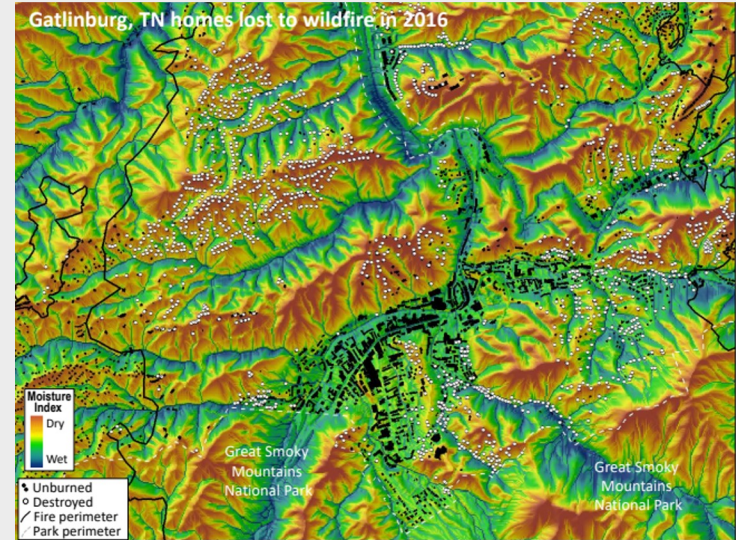 Gatlinburg, TN homes lost to wildfire in 2016
Moisture
Index
Dry
Wet
Unburned
Destroyed
Fire perimeter
Park perimeter
Great Smoky
Mountains
National Park
Great Smoky
Mountains
National Park